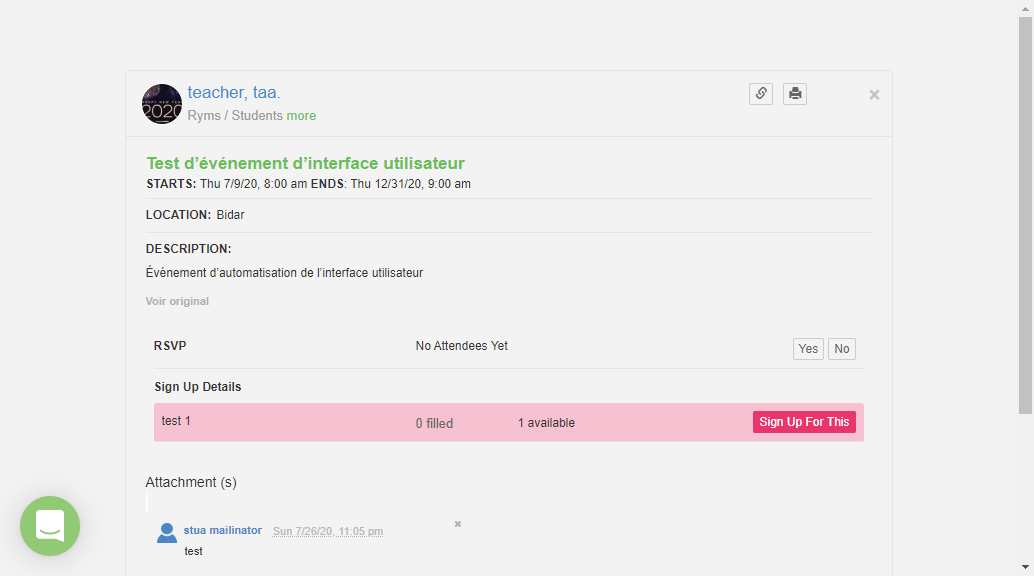 HAPPY NEW YEAR
2020
teacher, taa.
Ryms / Students more
Test d’événement d’interface utilisateur
STARTS: Thu 7/9/20, 8:00 am ENDS: Thu 12/31/20, 9:00 am
LOCATION: Bidar
DESCRIPTION:
Événement d’automatisation de l’interface utilisateur
Voir original
RSVP No Attendees Yet Yes No
Sign Up Details
test 1 0 filled 1 available Sign Up For This
Attachment (s)
stua mailinator Sun 7/26/20, 11:05 pm
test